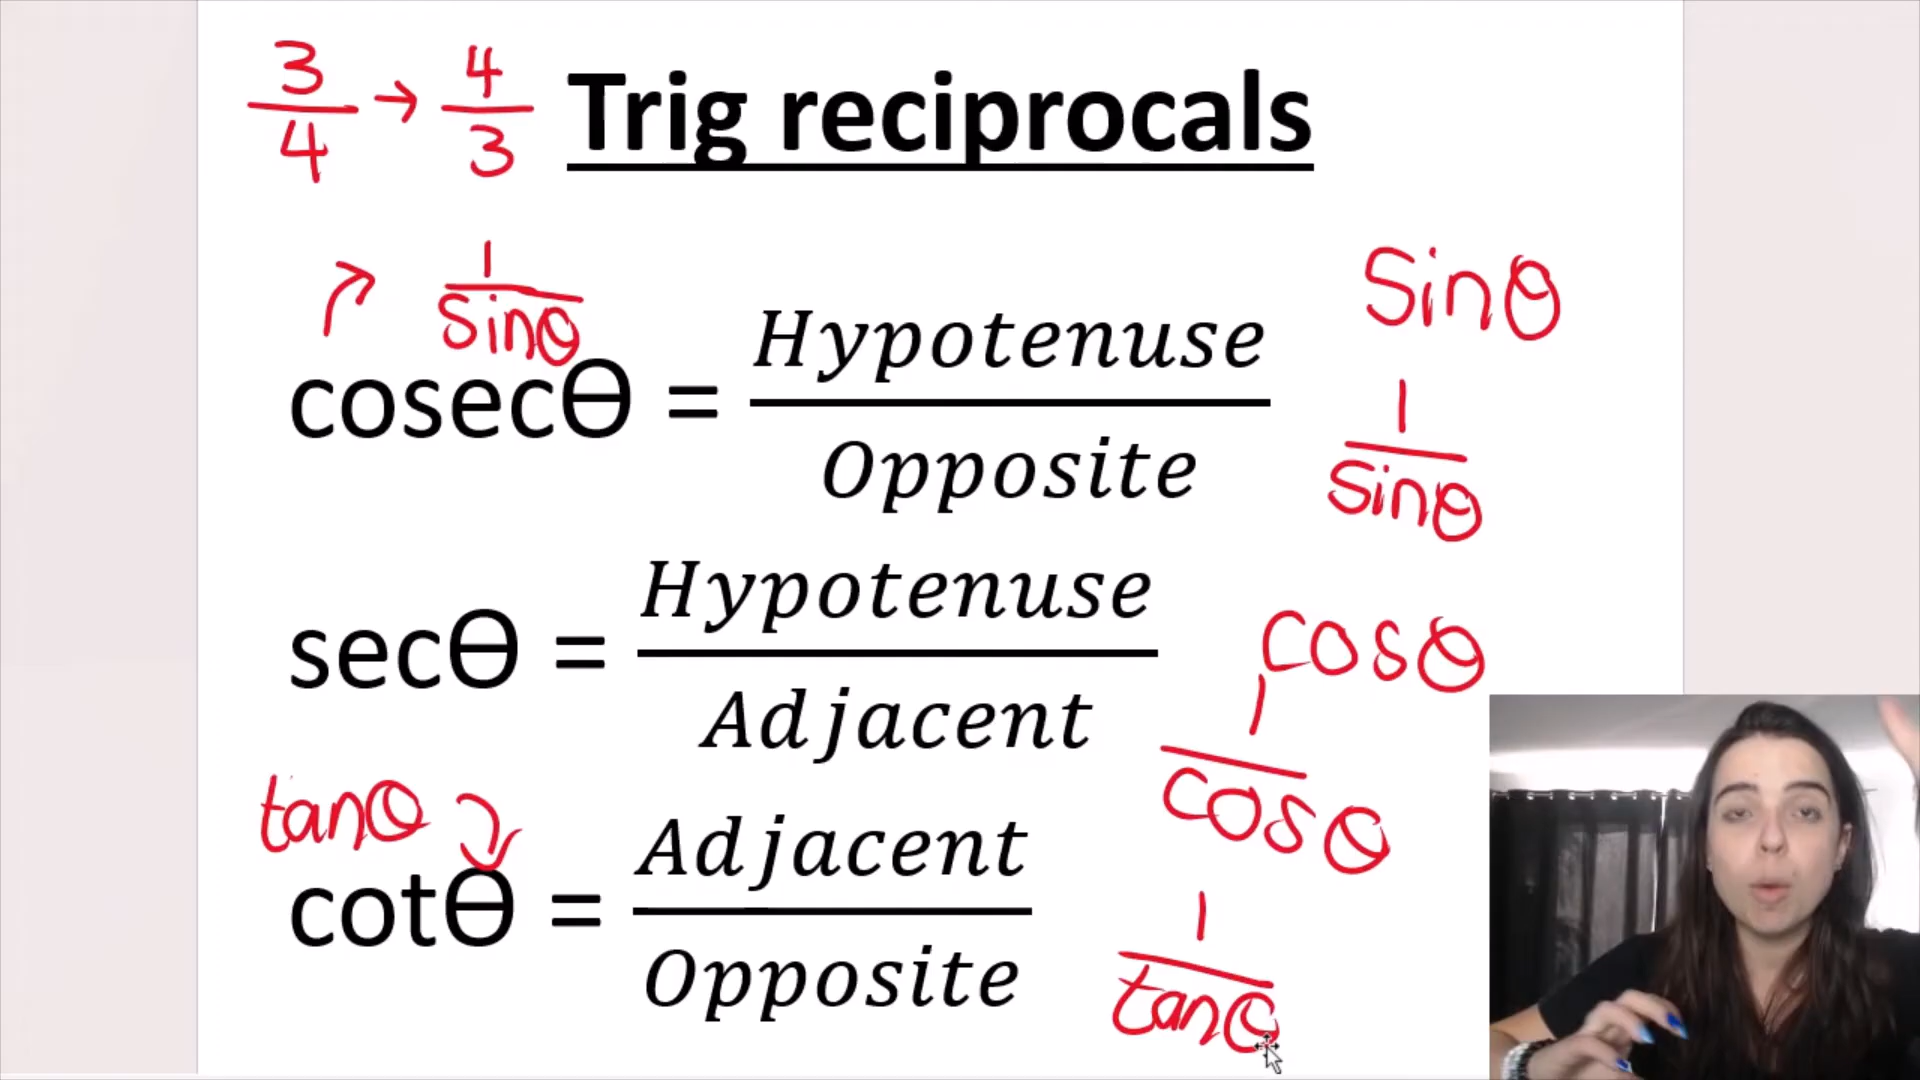 3/4 → 4/3 Trig reciprocals
1/sinθ
sinθ
cosecΘ = Hypotenuse/Opposite
1/sinθ
secΘ = Hypotenuse/Adjacent
cosθ
1/cosθ
tanθ
cotΘ = Adjacent/Opposite
1/tanθ